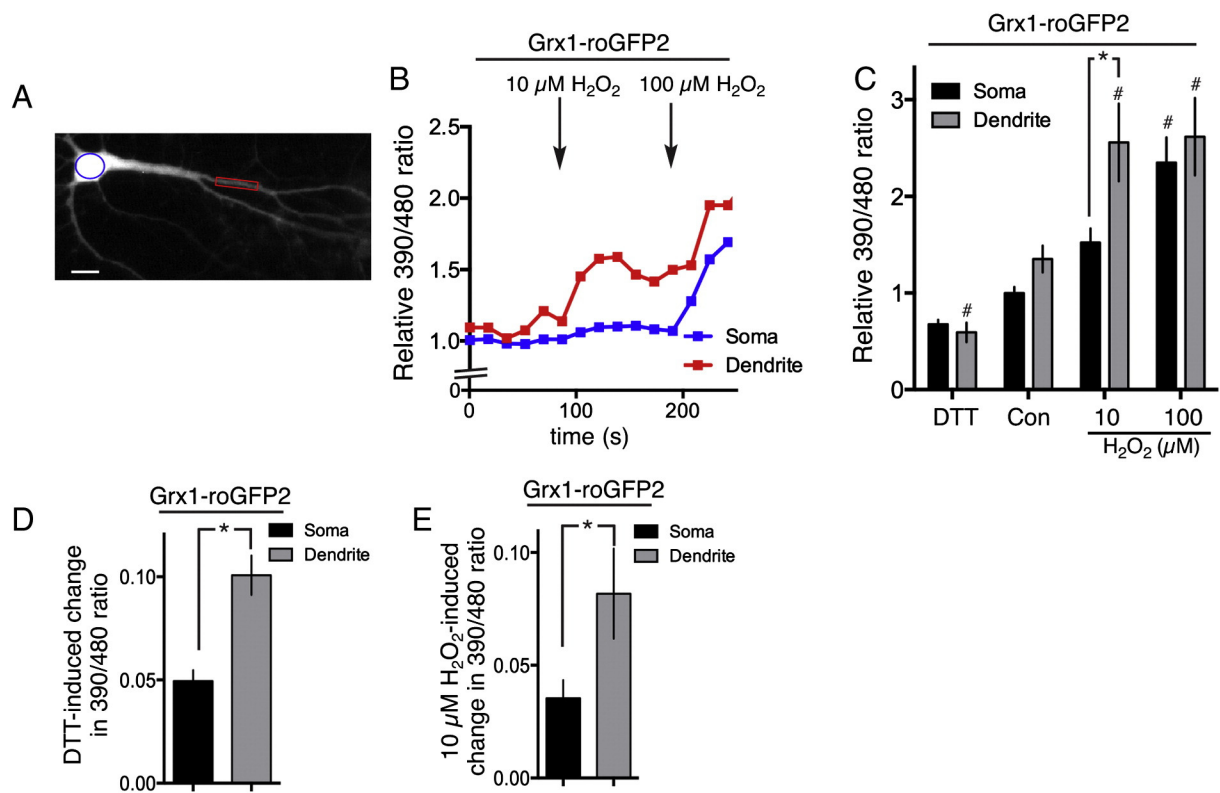 A
B
Grx1-roGFP2
10 µM H₂O₂
100 µM H₂O₂
Relative 390/480 ratio
2.5
2.0
1.5
1.0
0
0
100
200
time (s)
Soma
Dendrite
C
Grx1-roGFP2
Soma
Dendrite
Relative 390/480 ratio
3
2
1
0
*
#
#
#
#
DTT
Con
10
100
H₂O₂ (µM)
D
Grx1-roGFP2
*
Soma
Dendrite
DTT-induced change
in 390/480 ratio
0.10
0.05
0.00
E
Grx1-roGFP2
*
Soma
Dendrite
10 µM H₂O₂-induced
change in 390/480 ratio
0.10
0.05
0.00